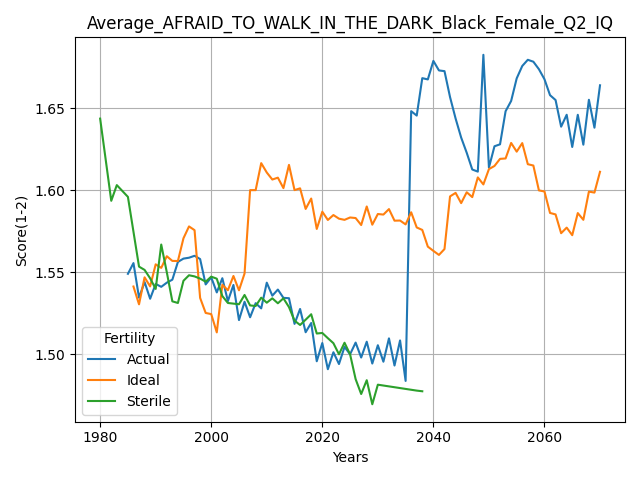 Average_AFRAID_TO_WALK_IN_THE_DARK_Black_Female_Q2_IQ
Score(1-2)
1.65
1.60
1.55
1.50
Fertility
Actual
Ideal
Sterile
1980
2000
2020
2040
2060
Years